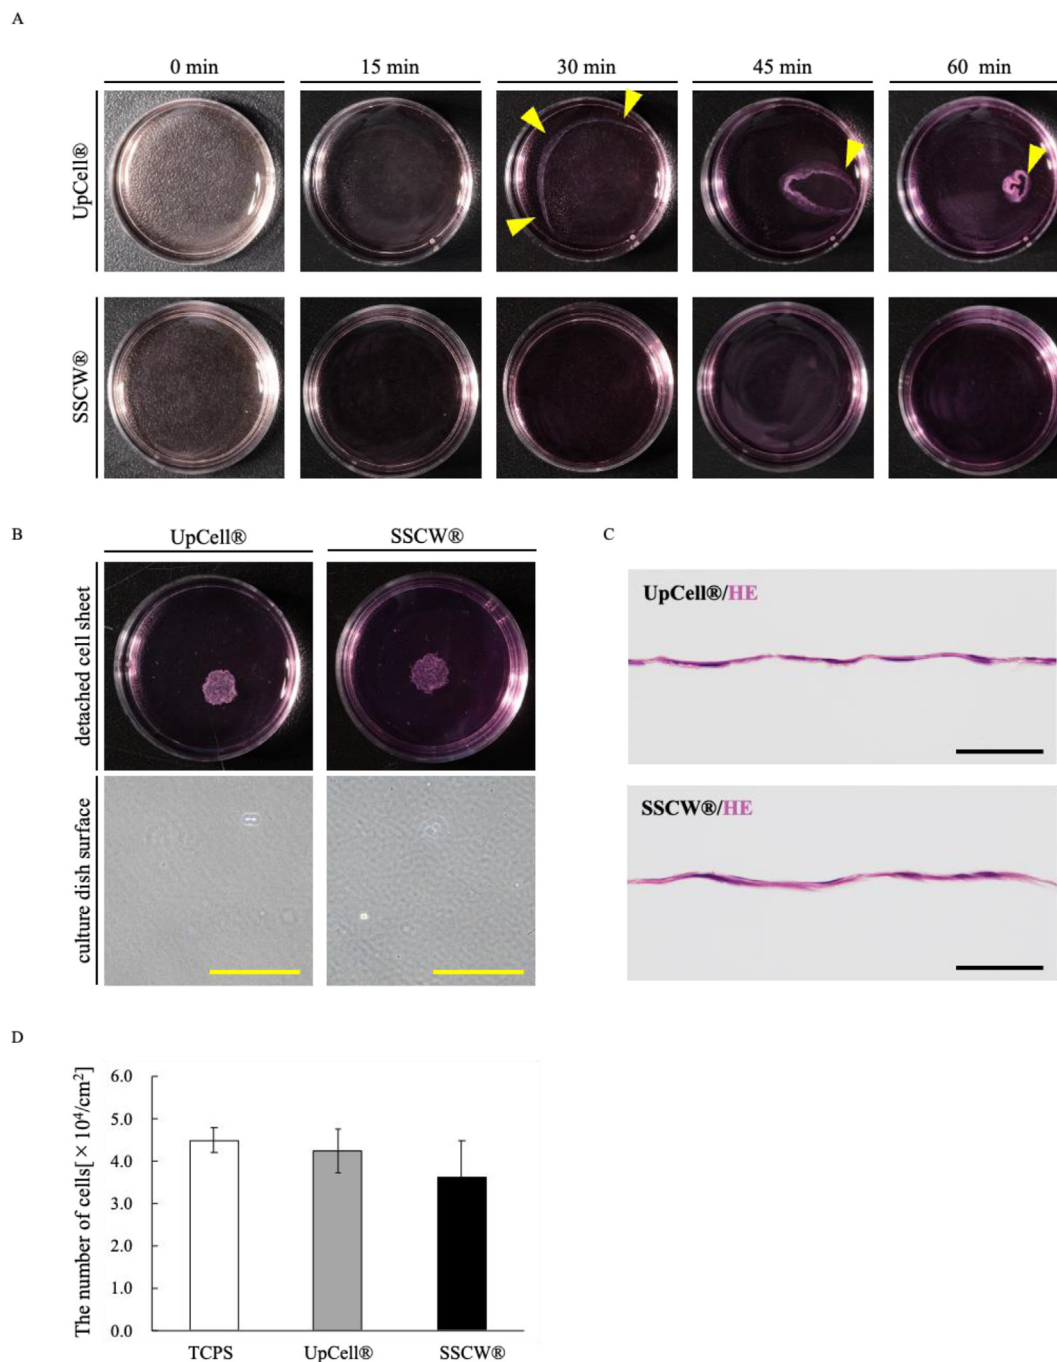 A
0 min 15 min 30 min 45 min 60 min
UpCell®
SSCW®
B
UpCell® SSCW®
detached cell sheet
culture dish surface
C
UpCell®/HE
SSCW®/HE
D
The number of cells[×10⁴/cm²]
6.0
5.0
4.0
3.0
2.0
1.0
0.0
TCPS UpCell® SSCW®